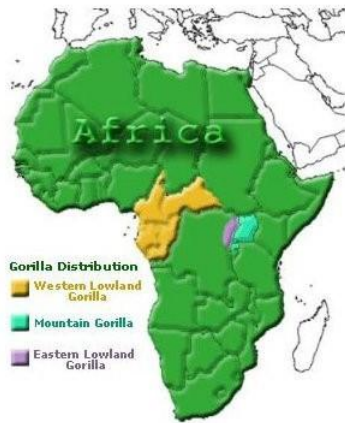 Africa
Gorilla Distribution
Western Lowland
Gorilla
Mountain Gorilla
Eastern Lowland
Gorilla